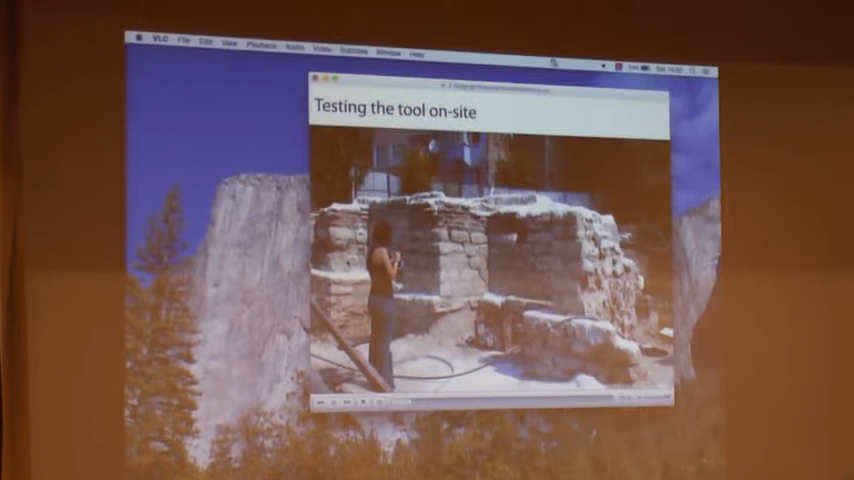 VLC File Edit View Playback Audio Video Subtitles Window Help
Testing the tool on-site